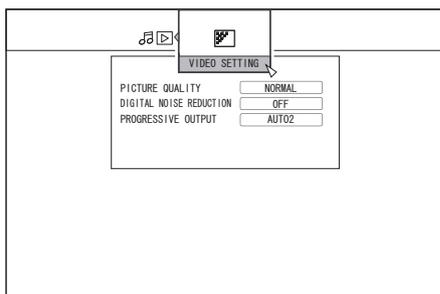 VIDEO SETTING
PICTURE QUALITY NORMAL
DIGITAL NOISE REDUCTION OFF
PROGRESSIVE OUTPUT AUTO2